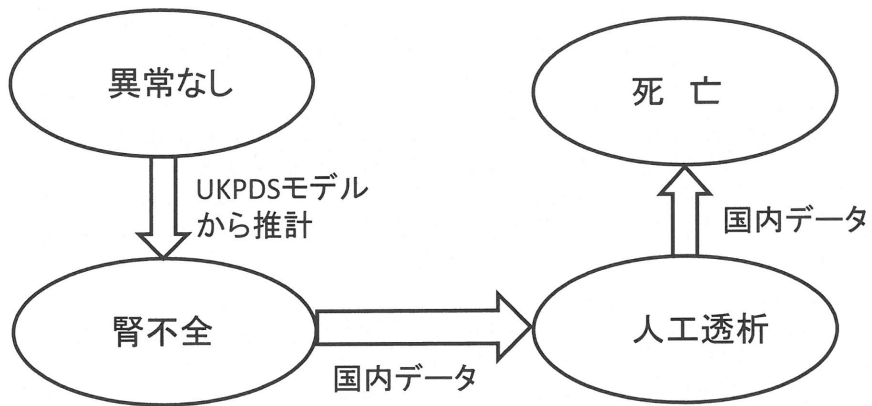 異常なし
死 亡
UKPDSモデル
から推計
国内データ
腎不全
人工透析
国内データ